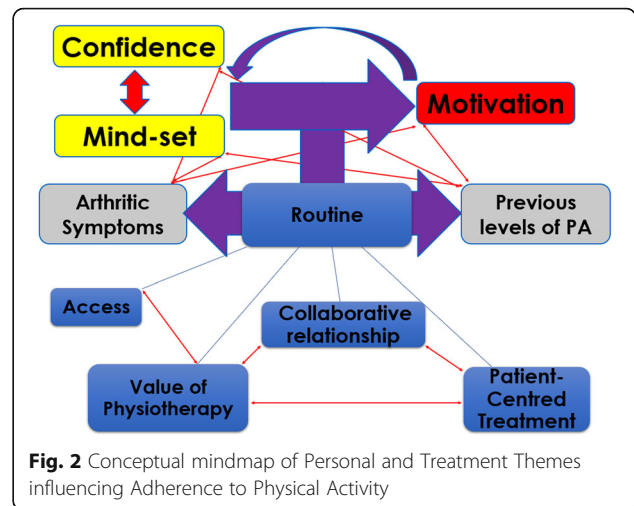 Confidence
Motivation
Mind-set
Arthritic
Symptoms
Routine
Previous
levels of PA
Access
Collaborative
relationship
Value of
Physiotherapy
Patient-
Centred
Treatment
Fig. 2 Conceptual mindmap of Personal and Treatment Themes
influencing Adherence to Physical Activity